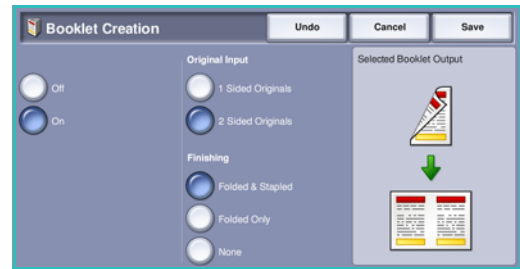 Booklet Creation
Undo
Cancel
Save
Original Input
Selected Booklet Output
Off
1 Sided Originals
On
2 Sided Originals
Finishing
Folded & Stapled
Folded Only
None